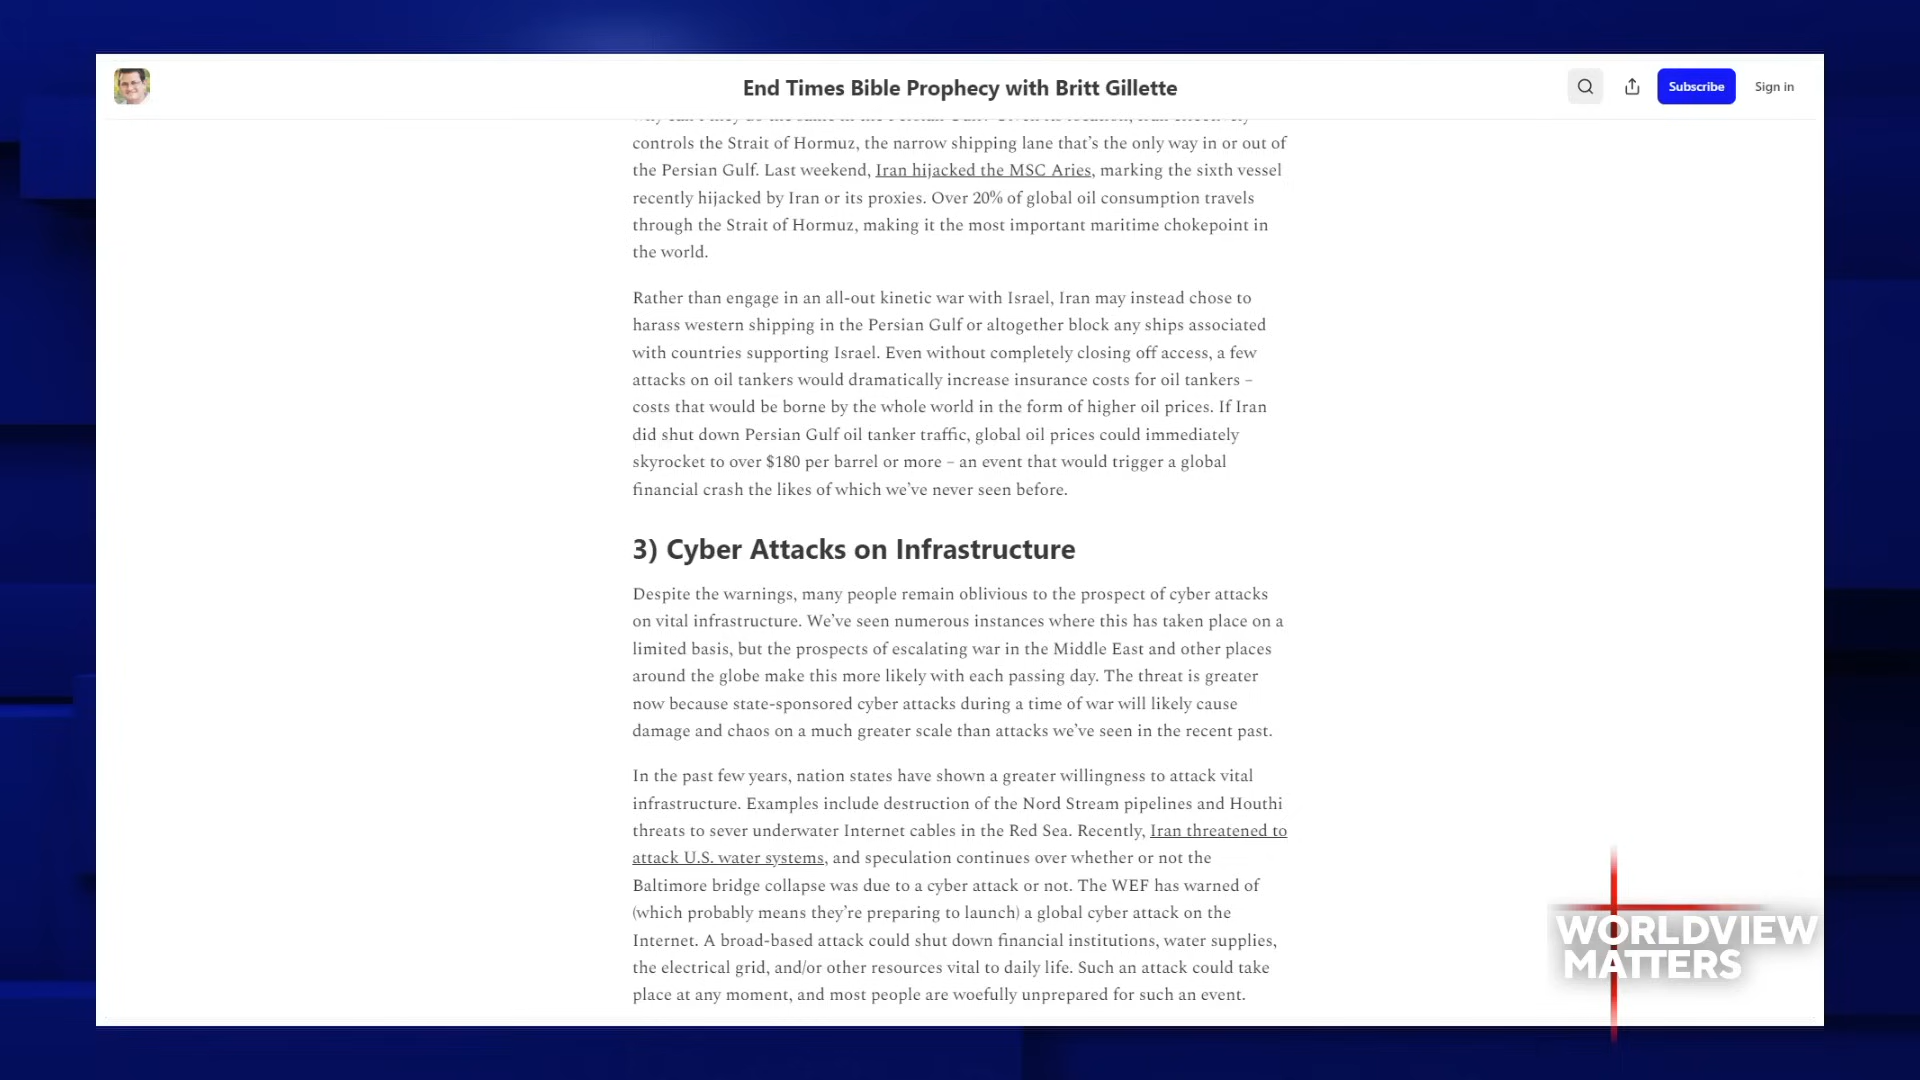 End Times Bible Prophecy with Britt Gillette
Subscribe
Sign in
controls the Strait of Hormuz, the narrow shipping lane that’s the only way in or out of
the Persian Gulf. Last weekend, Iran hijacked the MSC Aries, marking the sixth vessel
recently hijacked by Iran or its proxies. Over 20% of global oil consumption travels
through the Strait of Hormuz, making it the most important maritime chokepoint in
the world.
Rather than engage in an all-out kinetic war with Israel, Iran may instead chose to
harass western shipping in the Persian Gulf or altogether block any ships associated
with countries supporting Israel. Even without completely closing off access, a few
attacks on oil tankers would dramatically increase insurance costs for oil tankers –
costs that would be borne by the whole world in the form of higher oil prices. If Iran
did shut down Persian Gulf oil tanker traffic, global oil prices could immediately
skyrocket to over $180 per barrel or more – an event that would trigger a global
financial crash the likes of which we’ve never seen before.
3) Cyber Attacks on Infrastructure
Despite the warnings, many people remain oblivious to the prospect of cyber attacks
on vital infrastructure. We’ve seen numerous instances where this has taken place on a
limited basis, but the prospects of escalating war in the Middle East and other places
around the globe make this more likely with each passing day. The threat is greater
now because state-sponsored cyber attacks during a time of war will likely cause
damage and chaos on a much greater scale than attacks we’ve seen in the recent past.
In the past few years, nation states have shown a greater willingness to attack vital
infrastructure. Examples include destruction of the Nord Stream pipelines and Houthi
threats to sever underwater Internet cables in the Red Sea. Recently, Iran threatened to
attack U.S. water systems, and speculation continues over whether or not the
Baltimore bridge collapse was due to a cyber attack or not. The WEF has warned of
(which probably means they’re preparing to launch) a global cyber attack on the
Internet. A broad-based attack could shut down financial institutions, water supplies,
the electrical grid, and/or other resources vital to daily life. Such an attack could take
place at any moment, and most people are woefully unprepared for such an event.
WORLDVIEW
MATTERS